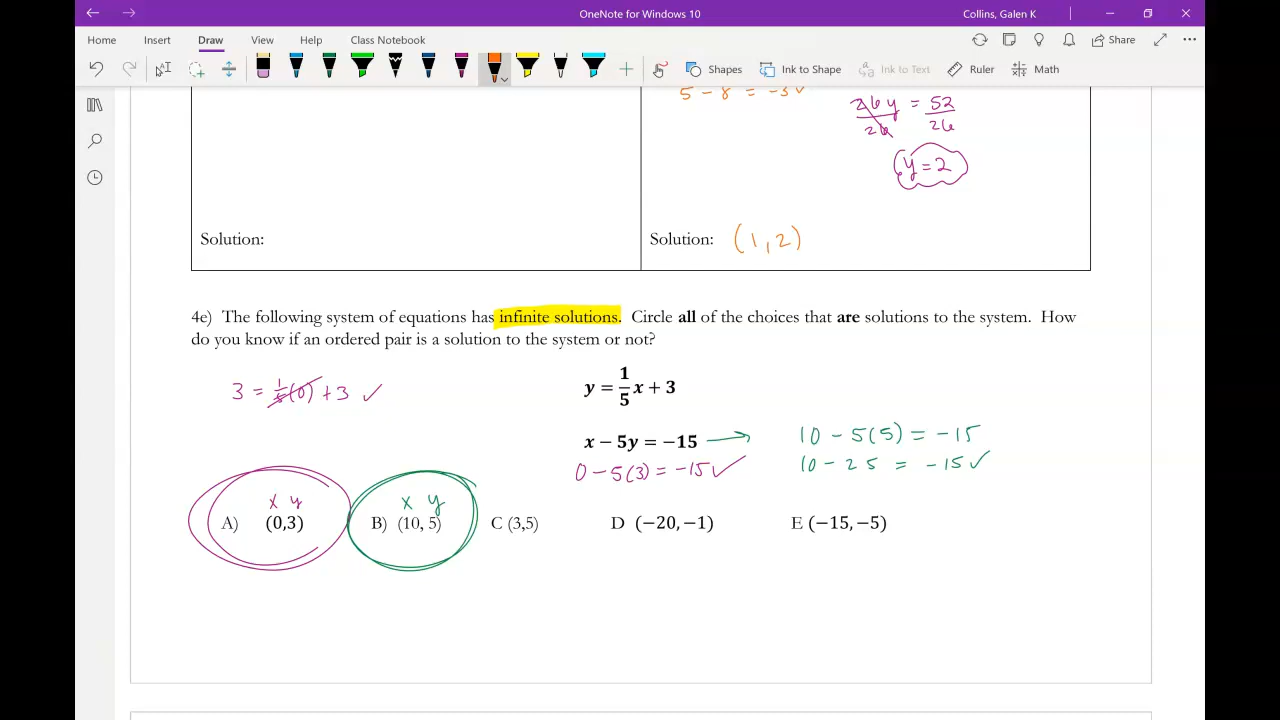 OneNote for Windows 10
Collins, Galen K
Home Insert Draw View Help Class Notebook
Share
Shapes Ink to Shape Ink to Text Ruler Math
5 - 8 = -3 ✓
26y = 52
26 26
y = 2
Solution:
Solution: (1, 2)
4e) The following system of equations has infinite solutions. Circle all of the choices that are solutions to the system. How
do you know if an ordered pair is a solution to the system or not?
3 = 1/5(0) + 3 ✓
y = 1/5 x + 3
x − 5y = −15
10 - 5(5) = -15
10 - 25 = -15 ✓
0 - 5(3) = -15 ✓
x y
x y
A) (0,3) B) (10, 5) C (3,5) D (−20, −1) E (−15, −5)